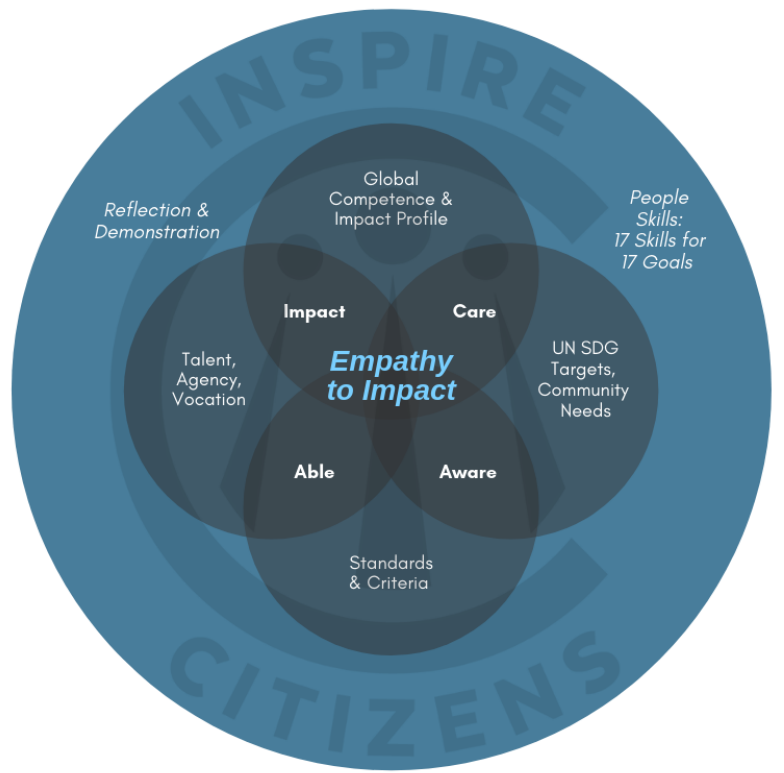 INSPIRE
Global
Competence &
Impact Profile
Reflection &
Demonstration
People
Skills:
17 Skills for
17 Goals
Impact
Care
Talent,
Agency,
Vocation
Empathy
to Impact
UN SDG
Targets,
Community
Needs
Able
Aware
Standards
& Criteria
CITIZENS